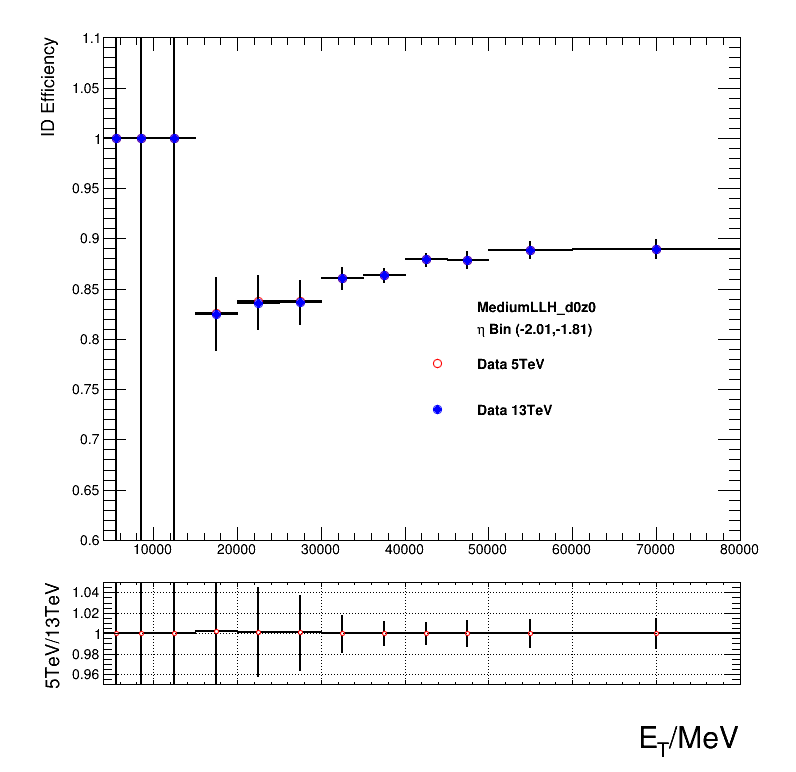 ID Efficiency
1.1
1.05
1
0.95
0.9
0.85
0.8
0.75
0.7
0.65
0.6
MediumLLH_d0z0
η Bin (-2.01,-1.81)
Data 5TeV
Data 13TeV
10000 20000 30000 40000 50000 60000 70000 80000
5TeV/13TeV
1.04
1.02
1
0.98
0.96
E_T/MeV